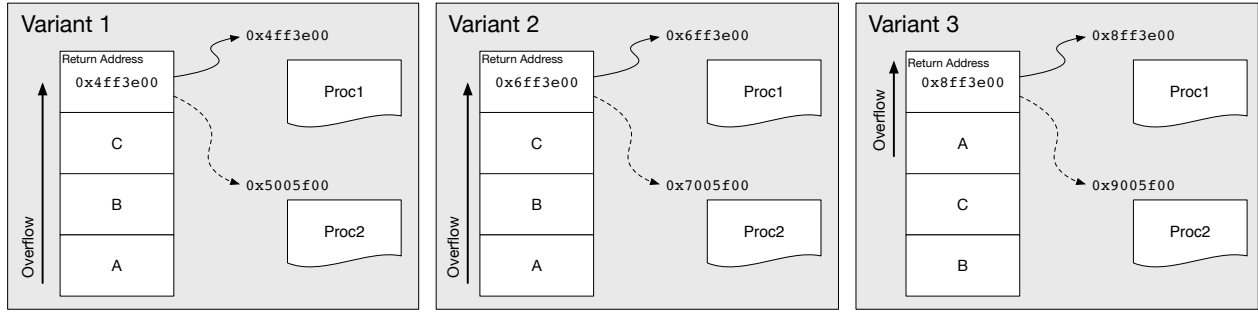 Variant 1
Return Address
0x4ff3e00
C
B
A
Overflow
0x4ff3e00
Proc1
0x5005f00
Proc2
Variant 2
Return Address
0x6ff3e00
C
B
A
Overflow
0x6ff3e00
Proc1
0x7005f00
Proc2
Variant 3
Return Address
0x8ff3e00
A
C
B
Overflow
0x8ff3e00
Proc1
0x9005f00
Proc2